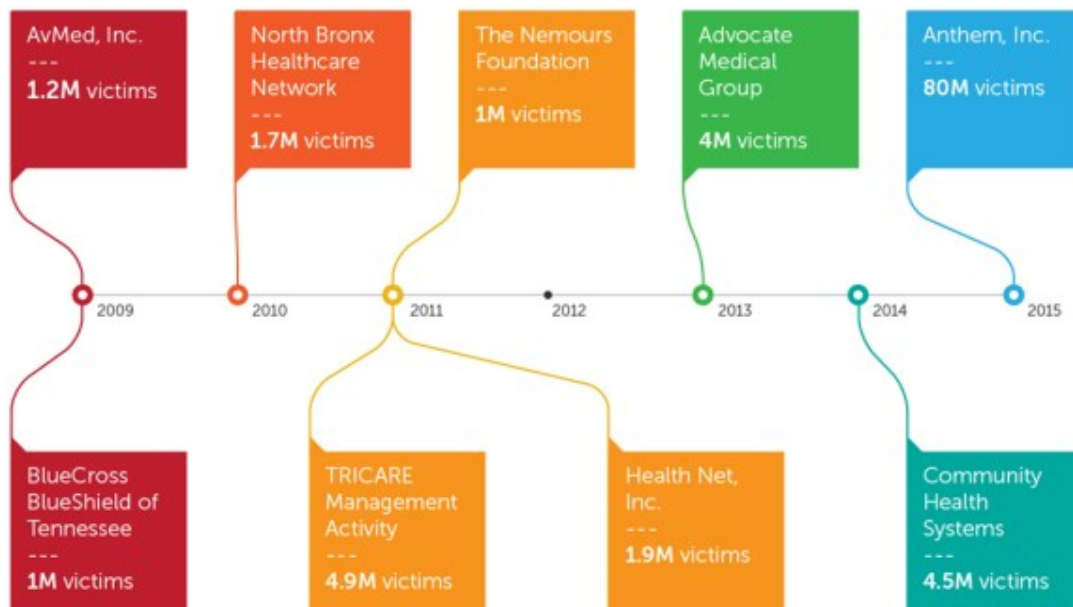 AvMed, Inc.
---
1.2M victims
North Bronx
Healthcare
Network
---
1.7M victims
The Nemours
Foundation
---
1M victims
Advocate
Medical
Group
---
4M victims
Anthem, Inc.
---
80M victims
2009
2010
2011
2012
2013
2014
2015
BlueCross
BlueShield of
Tennessee
---
1M victims
TRICARE
Management
Activity
---
4.9M victims
Health Net,
Inc.
---
1.9M victims
Community
Health
Systems
---
4.5M victims